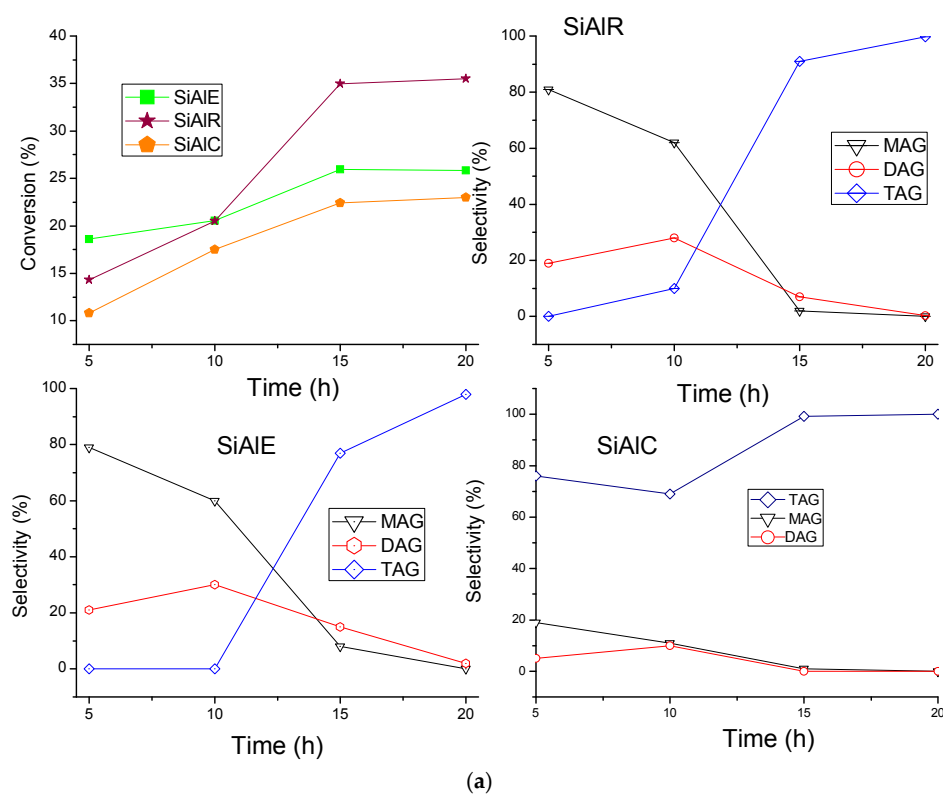 40
35
30
25
20
15
10
Conversion (%)
SiAlE
SiAlR
SiAlC
5 10 15 20
Time (h)
SiAlR
100
80
60
40
20
0
Selectivity (%)
MAG
DAG
TAG
5 10 15 20
Time (h)
SiAlE
100
80
60
40
20
0
Selectivity (%)
MAG
DAG
TAG
5 10 15 20
Time (h)
SiAlC
100
80
60
40
20
0
Selectivity (%)
TAG
MAG
DAG
5 10 15 20
Time (h)
(a)